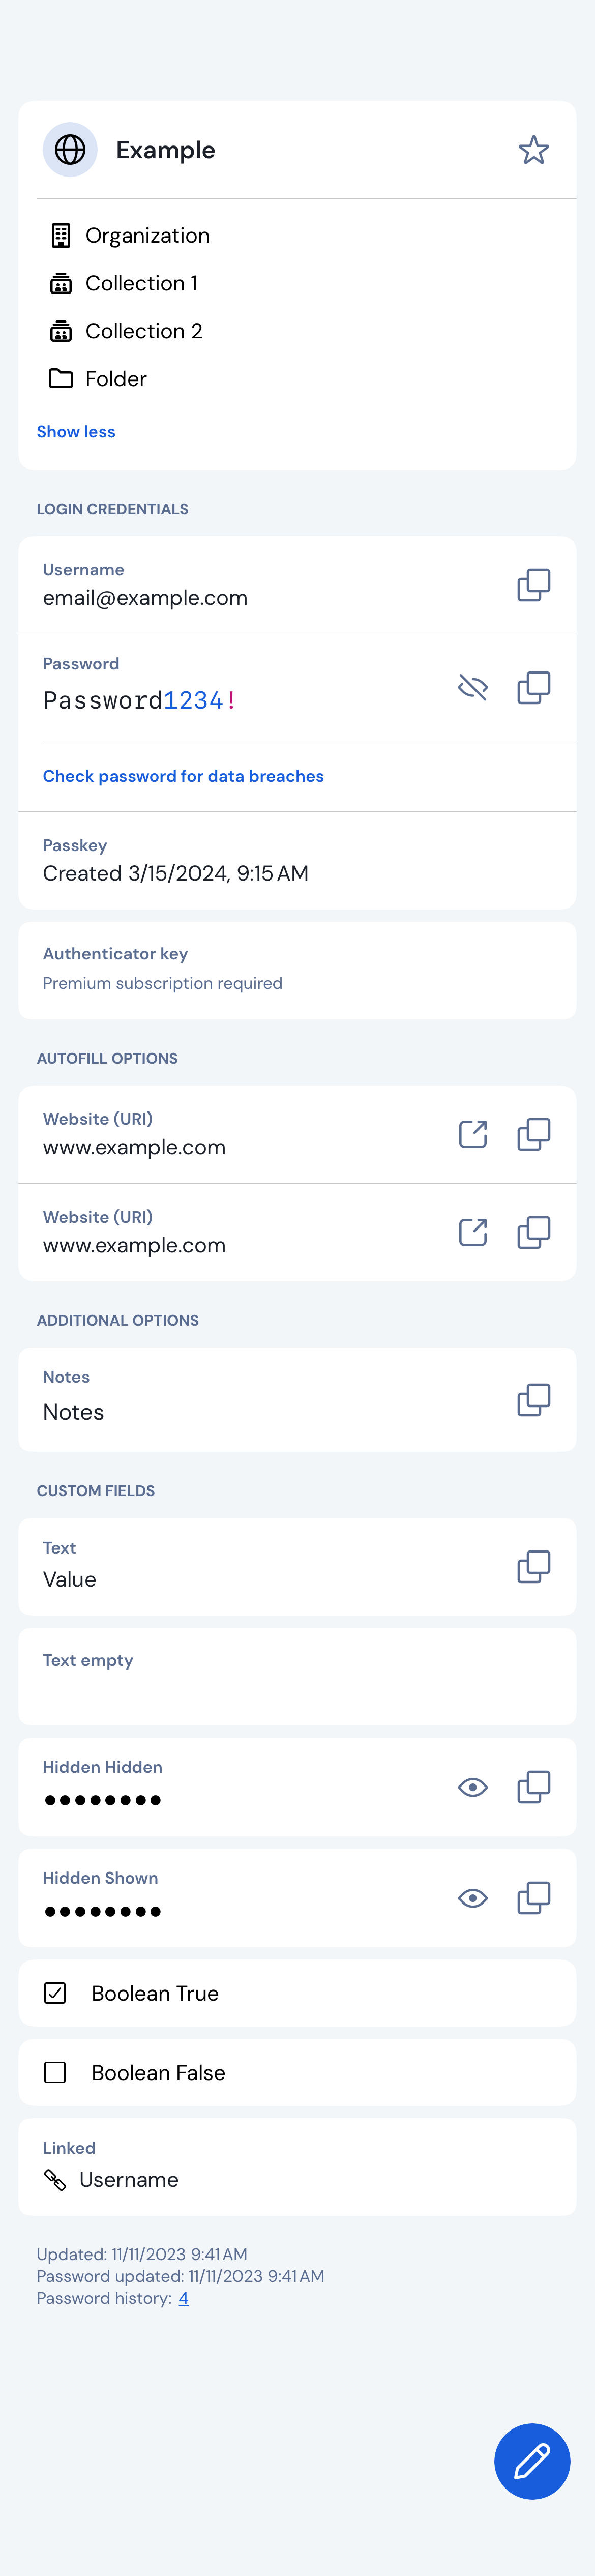 Example
Organization
Collection 1
Collection 2
Folder
Show less
LOGIN CREDENTIALS
Username
email@example.com
Password
Password1234!
Check password for data breaches
Passkey
Created 3/15/2024, 9:15 AM
Authenticator key
Premium subscription required
AUTOFILL OPTIONS
Website (URI)
www.example.com
Website (URI)
www.example.com
ADDITIONAL OPTIONS
Notes
Notes
CUSTOM FIELDS
Text
Value
Text empty
Hidden Hidden
••••••••
Hidden Shown
••••••••
Boolean True
Boolean False
Linked
Username
Updated: 11/11/2023 9:41 AM
Password updated: 11/11/2023 9:41 AM
Password history: 4